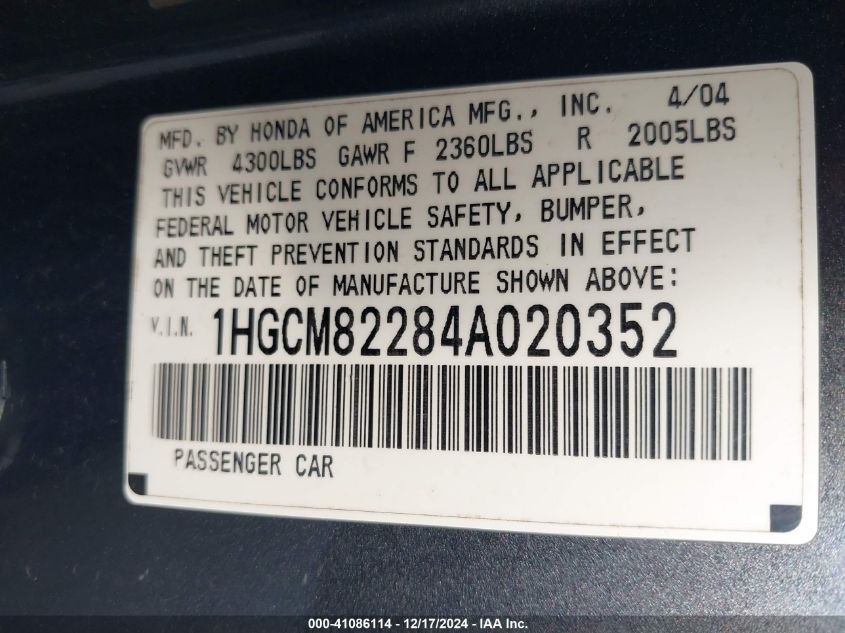 MFD. BY HONDA OF AMERICA MFG., INC. 4/04
GVWR 4300LBS GAWR F 2360LBS R 2005LBS
THIS VEHICLE CONFORMS TO ALL APPLICABLE
FEDERAL MOTOR VEHICLE SAFETY, BUMPER,
AND THEFT PREVENTION STANDARDS IN EFFECT
ON THE DATE OF MANUFACTURE SHOWN ABOVE:
V.I.N. 1HGCM82284A020352
PASSENGER CAR
000-41086114 - 12/17/2024 - IAA Inc.